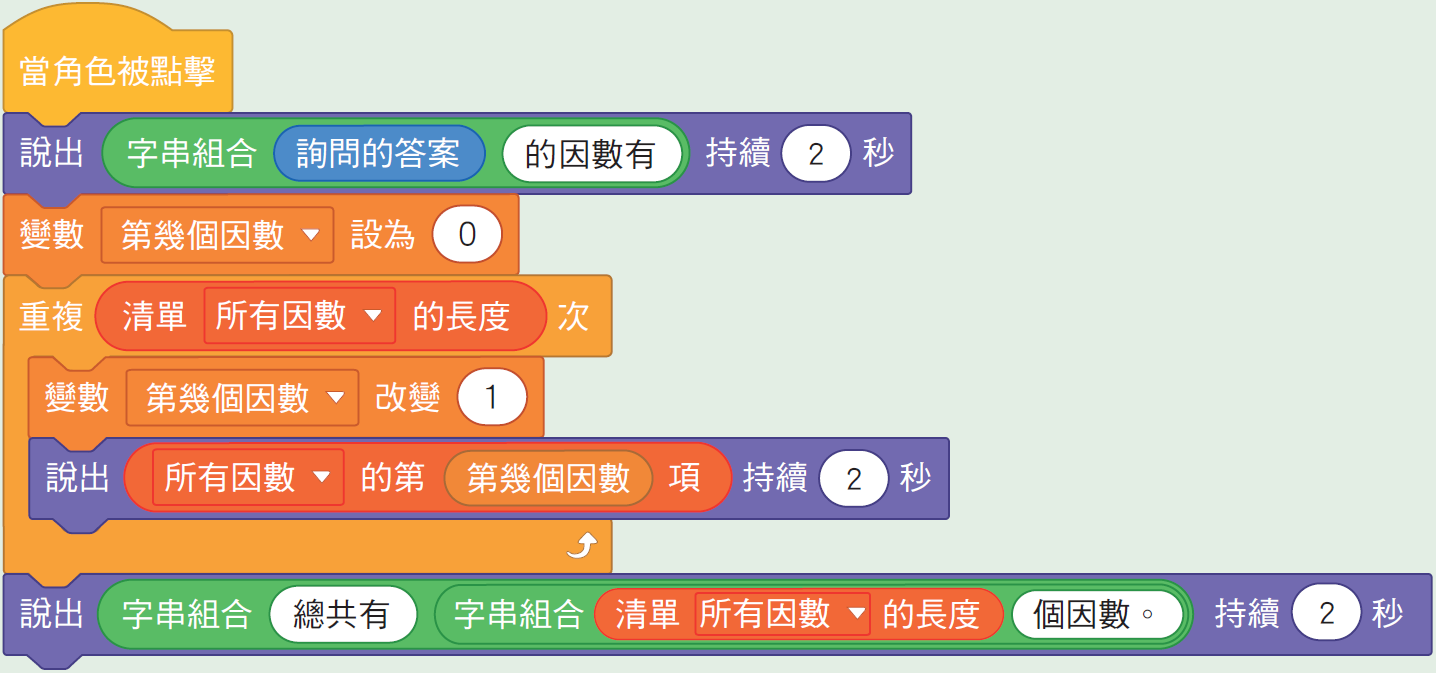 當角色被點擊
說出 字串組合 詢問的答案 的因數有 持續 2 秒
變數 第幾個因數 設為 0
重複 清單 所有因數 的長度 次
變數 第幾個因數 改變 1
說出 所有因數 的第 第幾個因數 項 持續 2 秒
說出 字串組合 總共有 字串組合 清單 所有因數 的長度 個因數。 持續 2 秒